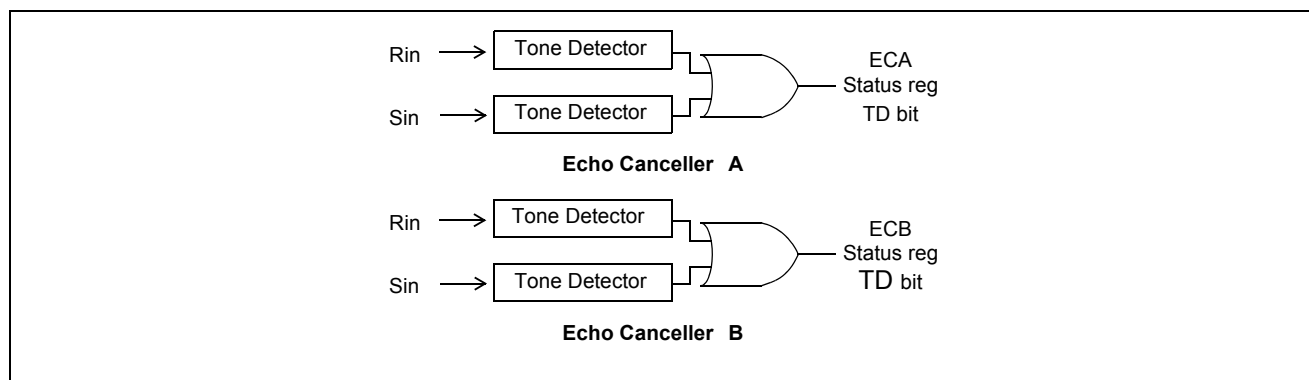 Rin
Tone Detector
ECA
Status reg
TD bit
Sin
Tone Detector
Echo Canceller A
Rin
Tone Detector
ECB
Status reg
TD bit
Sin
Tone Detector
Echo Canceller B